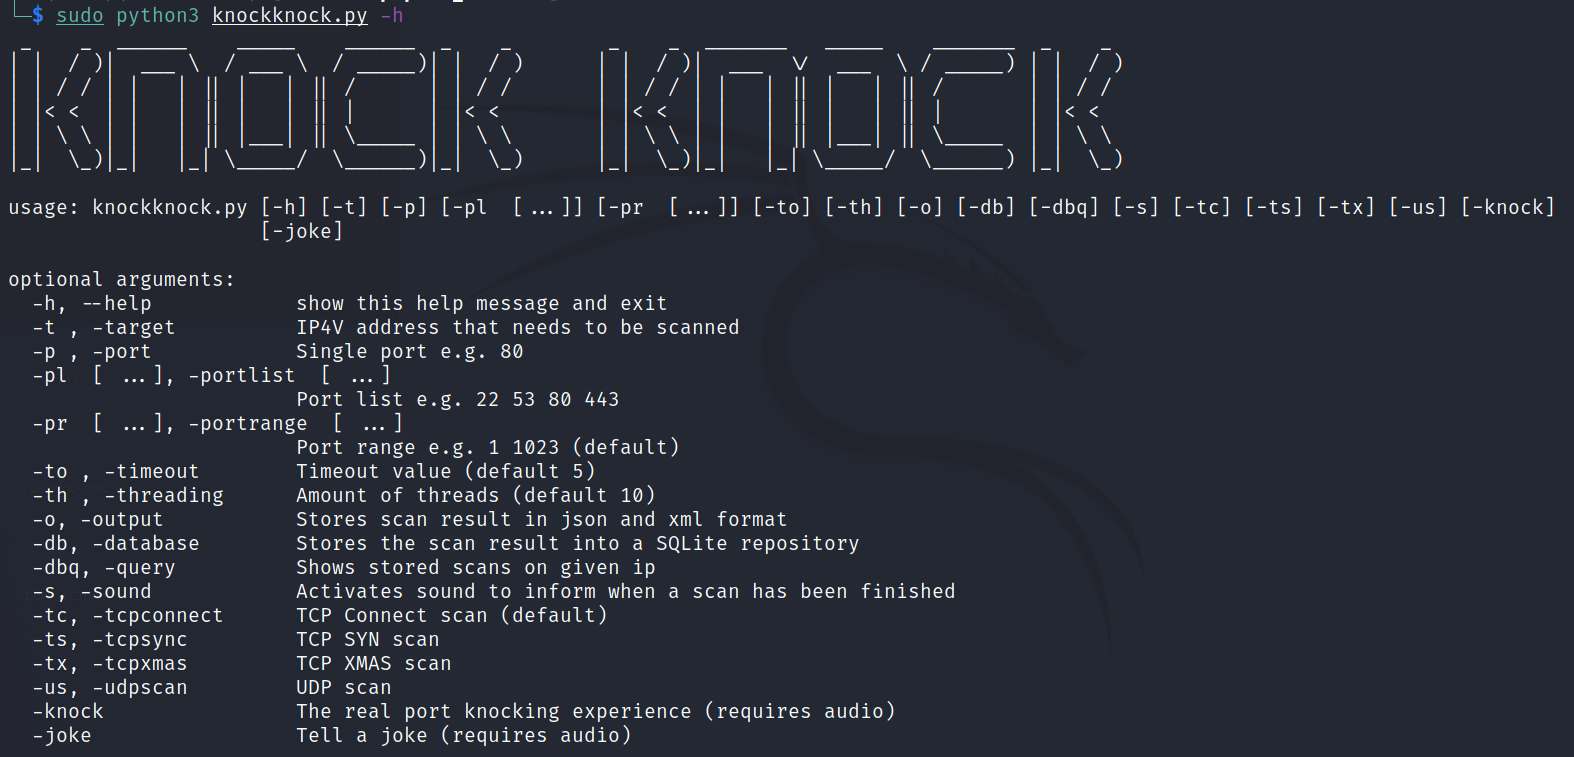 $ sudo python3 knockknock.py -h
KNOCK KNOCK
usage: knockknock.py [-h] [-t] [-p] [-pl  [ ...]] [-pr  [ ...]] [-to] [-th] [-o] [-db] [-dbq] [-s] [-tc] [-ts] [-tx] [-us] [-knock]
[-joke]
optional arguments:
-h, --help show this help message and exit
-t , -target IP4V address that needs to be scanned
-p , -port Single port e.g. 80
-pl  [ ...], -portlist  [ ...]
Port list e.g. 22 53 80 443
-pr  [ ...], -portrange  [ ...]
Port range e.g. 1 1023 (default)
-to , -timeout Timeout value (default 5)
-th , -threading Amount of threads (default 10)
-o, -output Stores scan result in json and xml format
-db, -database Stores the scan result into a SQLite repository
-dbq, -query Shows stored scans on given ip
-s, -sound Activates sound to inform when a scan has been finished
-tc, -tcpconnect TCP Connect scan (default)
-ts, -tcpsync TCP SYN scan
-tx, -tcpxmas TCP XMAS scan
-us, -udpscan UDP scan
-knock The real port knocking experience (requires audio)
-joke Tell a joke (requires audio)